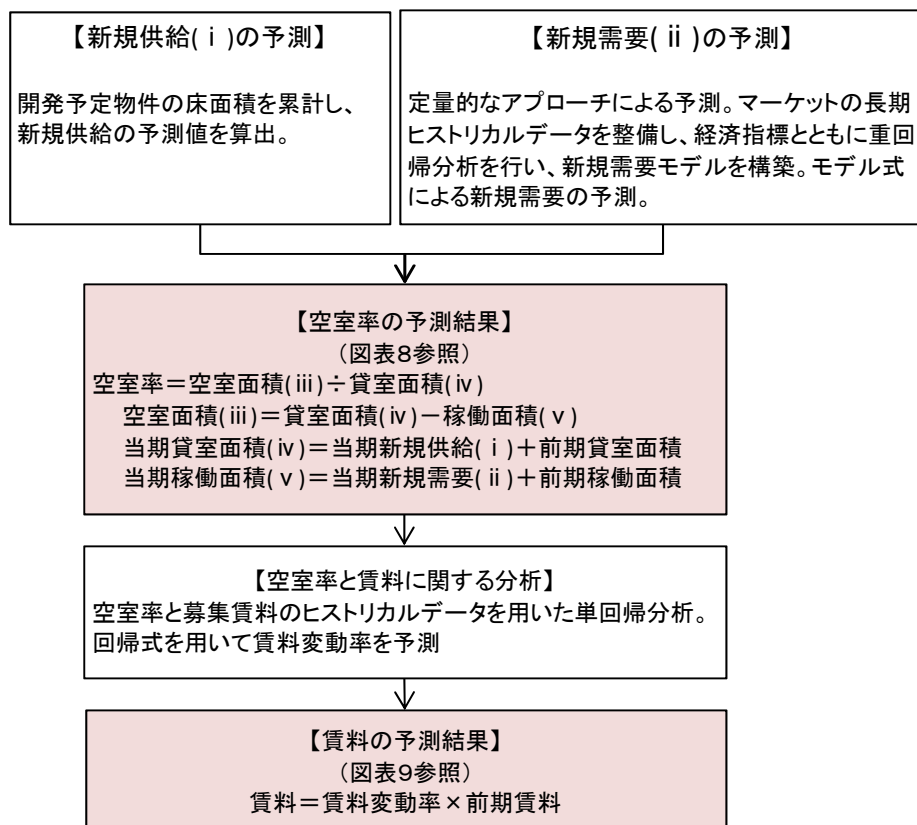 【新規供給(ⅰ)の予測】
開発予定物件の床面積を累計し、
新規供給の予測値を算出。
【新規需要(ⅱ)の予測】
定量的なアプローチによる予測。マーケットの長期
ヒストリカルデータを整備し、経済指標とともに重回
帰分析を行い、新規需要モデルを構築。モデル式
による新規需要の予測。
【空室率の予測結果】
（図表8参照）
空室率＝空室面積(ⅲ)÷貸室面積(ⅳ)
空室面積(ⅲ)＝貸室面積(ⅳ)－稼働面積(ⅴ)
当期貸室面積(ⅳ)＝当期新規供給(ⅰ)＋前期貸室面積
当期稼働面積(ⅴ)＝当期新規需要(ⅱ)＋前期稼働面積
【空室率と賃料に関する分析】
空室率と募集賃料のヒストリカルデータを用いた単回帰分析。
回帰式を用いて賃料変動率を予測
【賃料の予測結果】
（図表9参照）
賃料＝賃料変動率×前期賃料